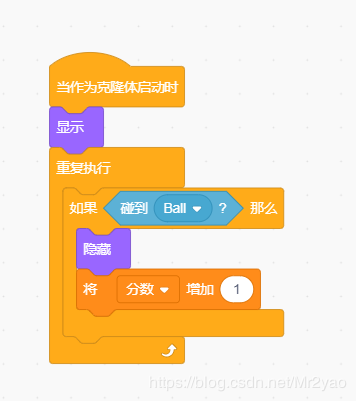 当作为克隆体启动时
显示
重复执行
如果 碰到 Ball ? 那么
隐藏
将 分数 增加 1
https://blog.csdn.net/Mr2yao